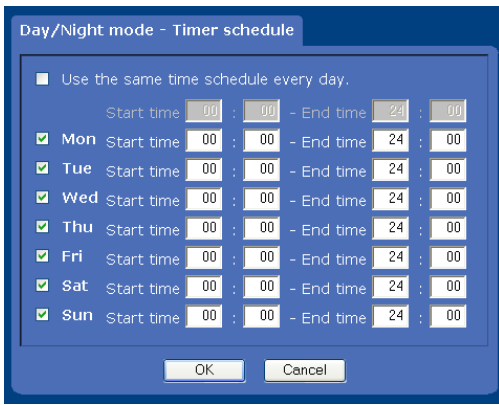 Day/Night mode - Timer schedule
Use the same time schedule every day.
Start time 00 : 00 - End time 24 : 00
Mon Start time 00 : 00 - End time 24 : 00
Tue Start time 00 : 00 - End time 24 : 00
Wed Start time 00 : 00 - End time 24 : 00
Thu Start time 00 : 00 - End time 24 : 00
Fri Start time 00 : 00 - End time 24 : 00
Sat Start time 00 : 00 - End time 24 : 00
Sun Start time 00 : 00 - End time 24 : 00
OK Cancel